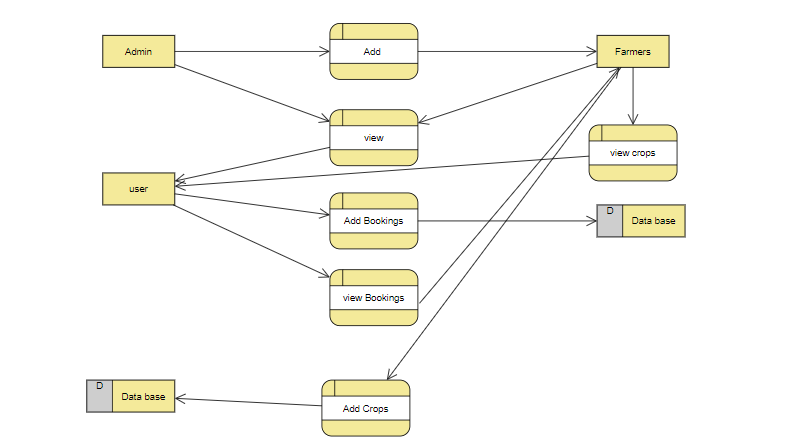 Admin
Add
Farmers
view
view crops
user
Add Bookings
D
Data base
view Bookings
D
Data base
Add Crops